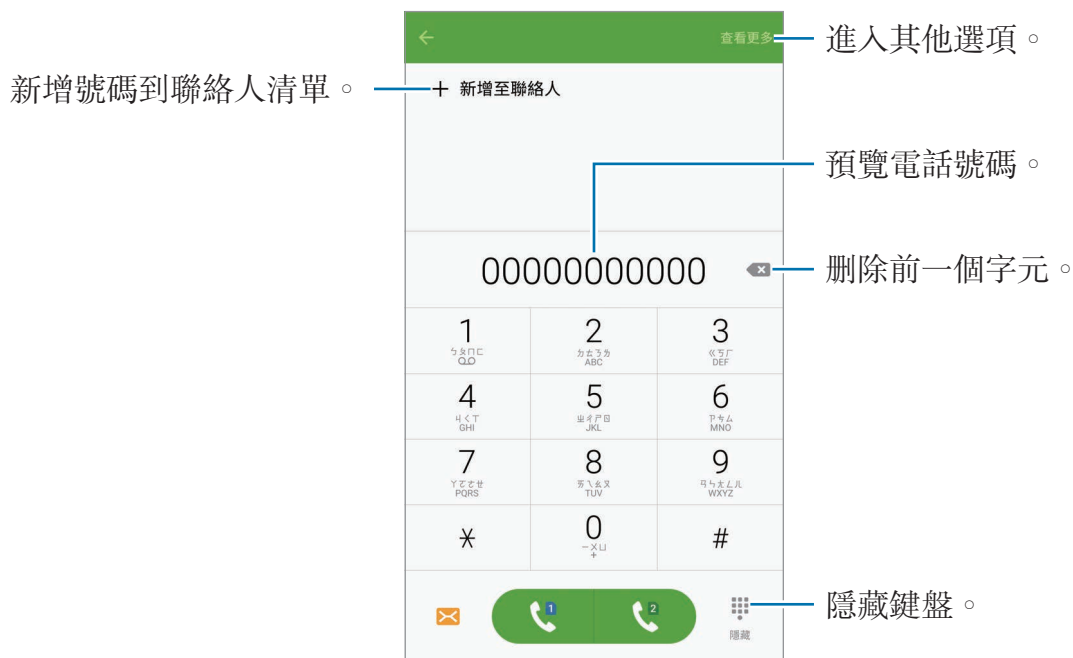 查看更多
進入其他選項。
新增號碼到聯絡人清單。
新增至聯絡人
預覽電話號碼。
00000000000
刪除前一個字元。
1 2 3
ㄅㄆㄇㄈ ㄉㄊㄋㄌ ㄍㄎㄏ
ABC DEF
4 5 6
ㄐㄑㄒ ㄓㄔㄕㄖ ㄗㄘㄙ
GHI JKL MNO
7 8 9
ㄚㄛㄜㄝ ㄞㄟㄠㄡ ㄢㄣㄤㄥㄦ
PQRS TUV WXYZ
* 0 #
ㄧㄨㄩ
+
1 2
隱藏鍵盤。
隱藏